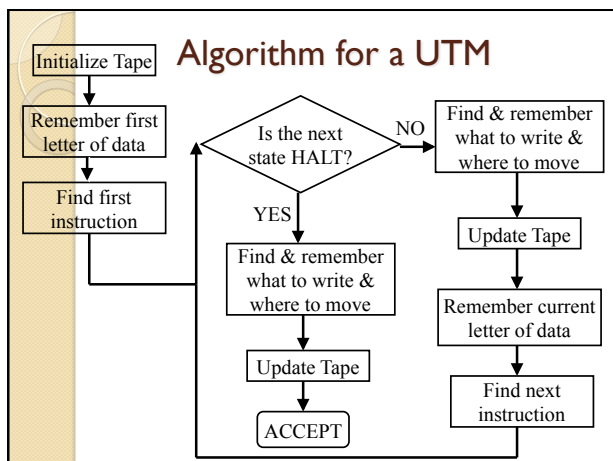 Algorithm for a UTM
Initialize Tape
Remember first
letter of data
Find first
instruction
Is the next
state HALT?
YES
Find & remember
what to write &
where to move
Update Tape
ACCEPT
NO
Find & remember
what to write &
where to move
Update Tape
Remember current
letter of data
Find next
instruction